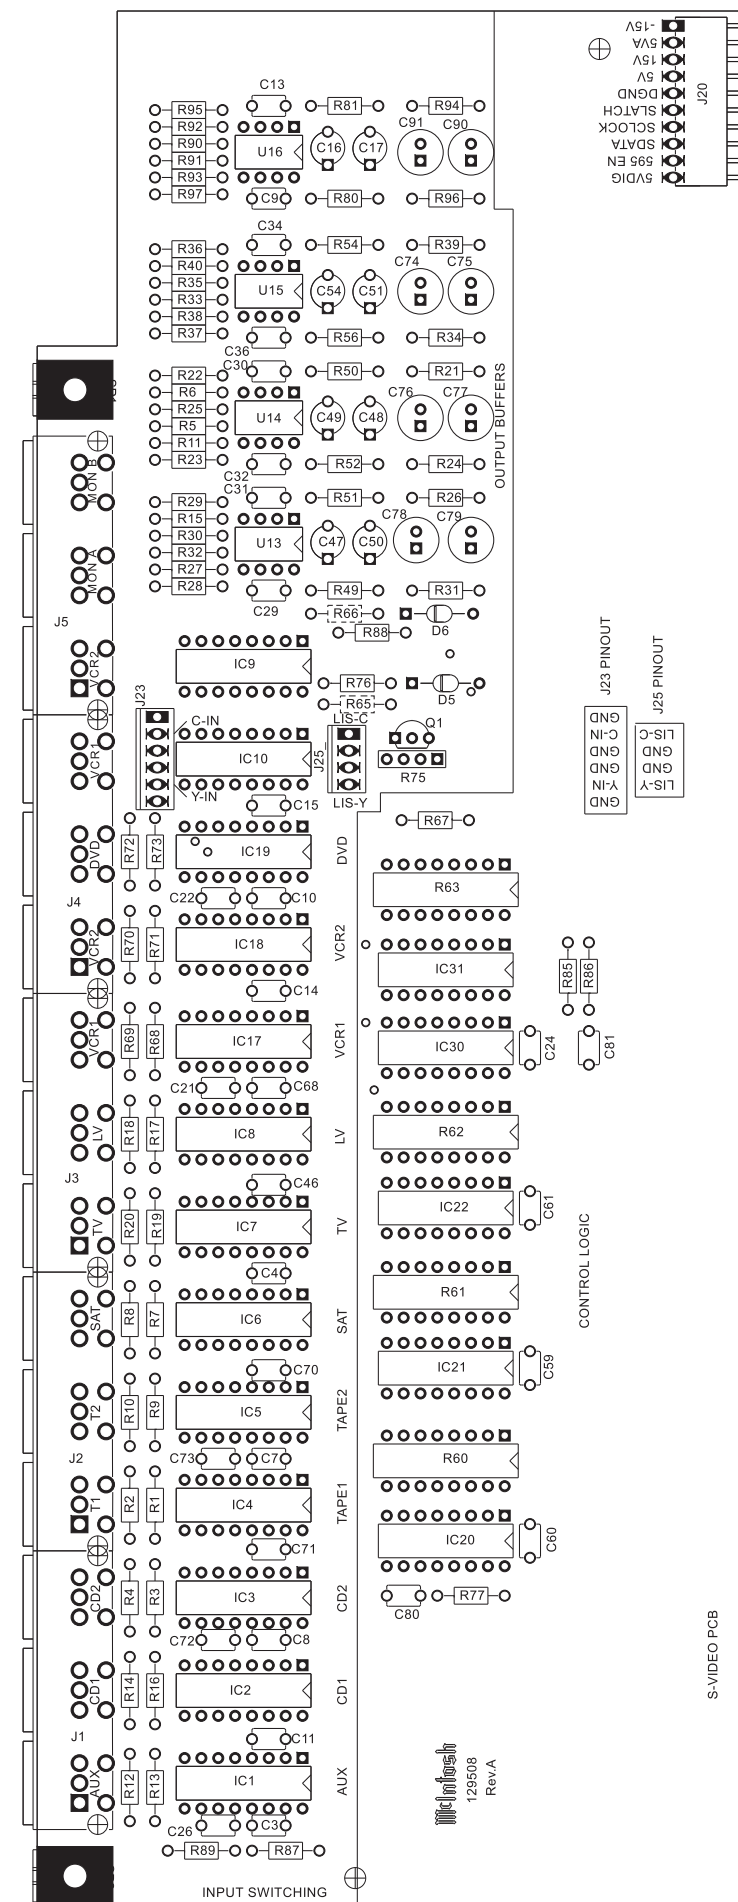 -15V
5VA
15V
5V
DGND
SLATCH
SCLOCK
SDATA
595 EN
5VDIG
J20
C13
R95
R81
R94
R92
C91
C90
R90
U16
C16
C17
R91
R93
R97
C9
R80
R96
C34
R36
R54
R39
R40
C74
C75
R35
U15
C54
C51
R33
R38
R37
R56
R34
C36
C30
R22
R50
R21
R6
C76
C77
R25
U14
C49
C48
R5
R11
R23
R52
R24
C32
C31
OUTPUT BUFFERS
R29
R51
R26
R15
C78
C79
R30
U13
C47
C50
R32
R27
R28
R49
R31
C29
R66
D6
R88
MON B
MON A
J5
VCR2
IC9
R76
D5
R65
J23
C-IN
LIS-C
Q1
IC10
J25
R75
Y-IN
LIS-Y
J23 PINOUT
GND
C-IN
GND
GND
Y-IN
GND
J25 PINOUT
LIS-C
GND
GND
LIS-Y
VCR1
C15
R67
R72
R73
IC19
DVD
DVD
R63
C22
C10
J4
VCR2
R70
R71
IC18
VCR2
IC31
R85
R86
C14
VCR1
R69
R68
IC17
VCR1
IC30
C24
C81
C21
C68
LV
R18
R17
IC8
LV
R62
J3
C46
TV
R20
R19
IC7
TV
IC22
C61
C4
CONTROL LOGIC
SAT
R8
R7
IC6
SAT
R61
C70
IC21
C59
T2
R10
R9
IC5
TAPE2
J2
C73
C7
R60
T1
R2
R1
IC4
TAPE1
C71
IC20
C60
CD2
R4
R3
IC3
CD2
C80
R77
C72
C8
S-VIDEO PCB
CD1
R14
R16
IC2
CD1
J1
C11
AUX
R12
R13
IC1
AUX
McIntosh
129508
Rev.A
C26
C3
R89
R87
INPUT SWITCHING